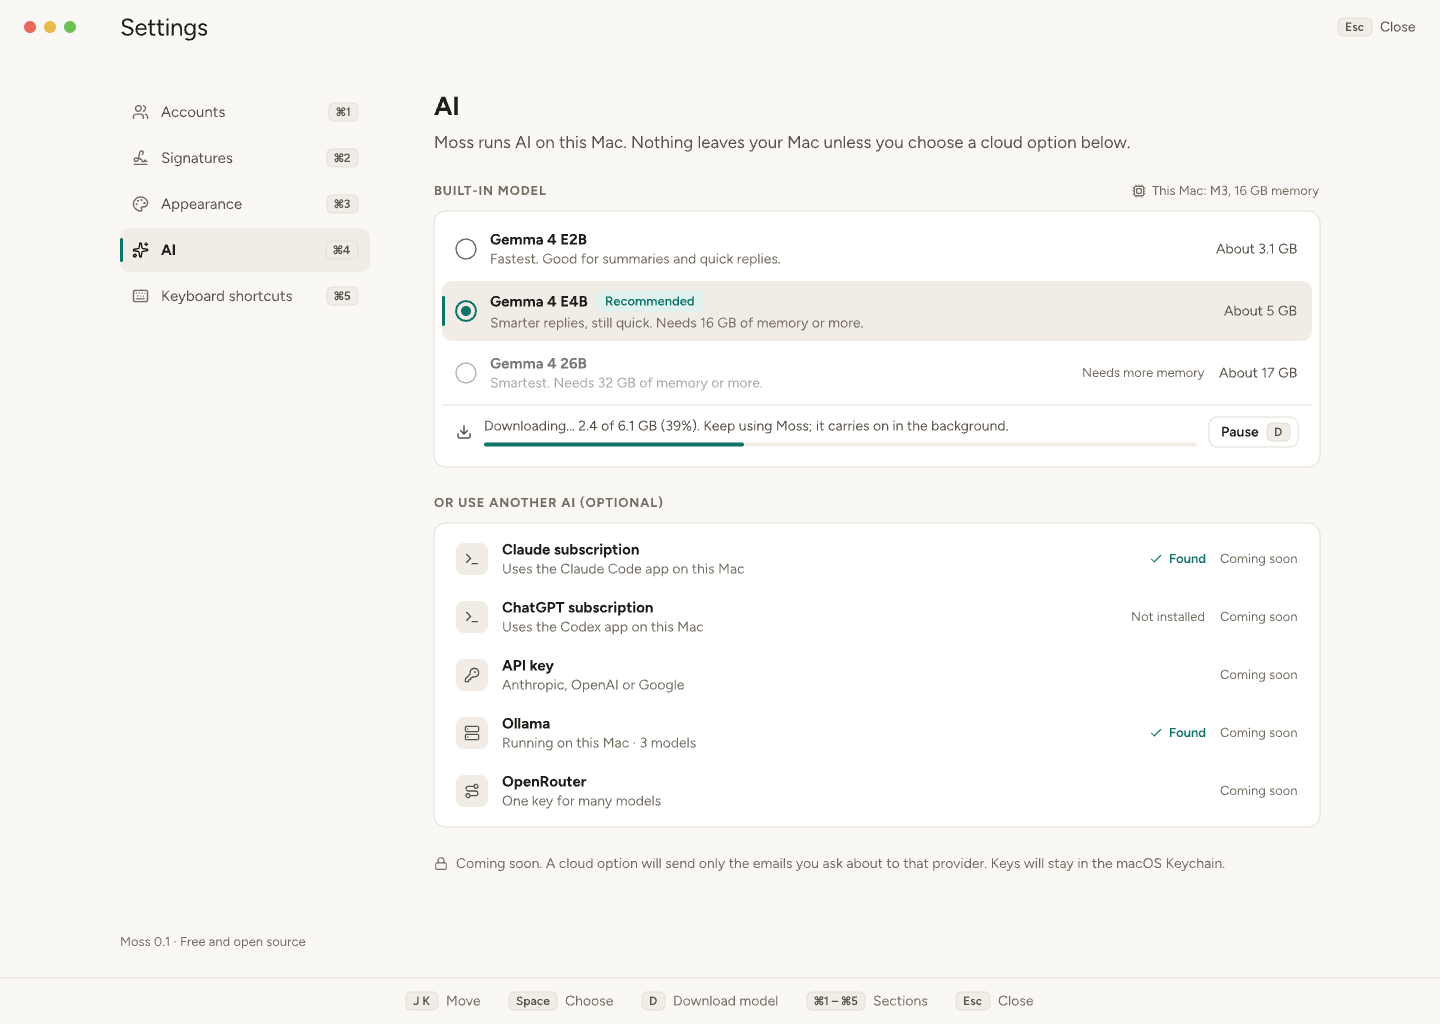 Settings
Esc Close
Accounts ⌘1
Signatures ⌘2
Appearance ⌘3
AI ⌘4
Keyboard shortcuts ⌘5
AI
Moss runs AI on this Mac. Nothing leaves your Mac unless you choose a cloud option below.
BUILT-IN MODEL
This Mac: M3, 16 GB memory
Gemma 4 E2B
Fastest. Good for summaries and quick replies.
About 3.1 GB
Gemma 4 E4B Recommended
Smarter replies, still quick. Needs 16 GB of memory or more.
About 5 GB
Gemma 4 26B
Smartest. Needs 32 GB of memory or more.
Needs more memory About 17 GB
Downloading... 2.4 of 6.1 GB (39%). Keep using Moss; it carries on in the background.
Pause D
OR USE ANOTHER AI (OPTIONAL)
Claude subscription
Uses the Claude Code app on this Mac
Found Coming soon
ChatGPT subscription
Uses the Codex app on this Mac
Not installed Coming soon
API key
Anthropic, OpenAI or Google
Coming soon
Ollama
Running on this Mac · 3 models
Found Coming soon
OpenRouter
One key for many models
Coming soon
Coming soon. A cloud option will send only the emails you ask about to that provider. Keys will stay in the macOS Keychain.
Moss 0.1 · Free and open source
J K Move Space Choose D Download model ⌘1 – ⌘5 Sections Esc Close